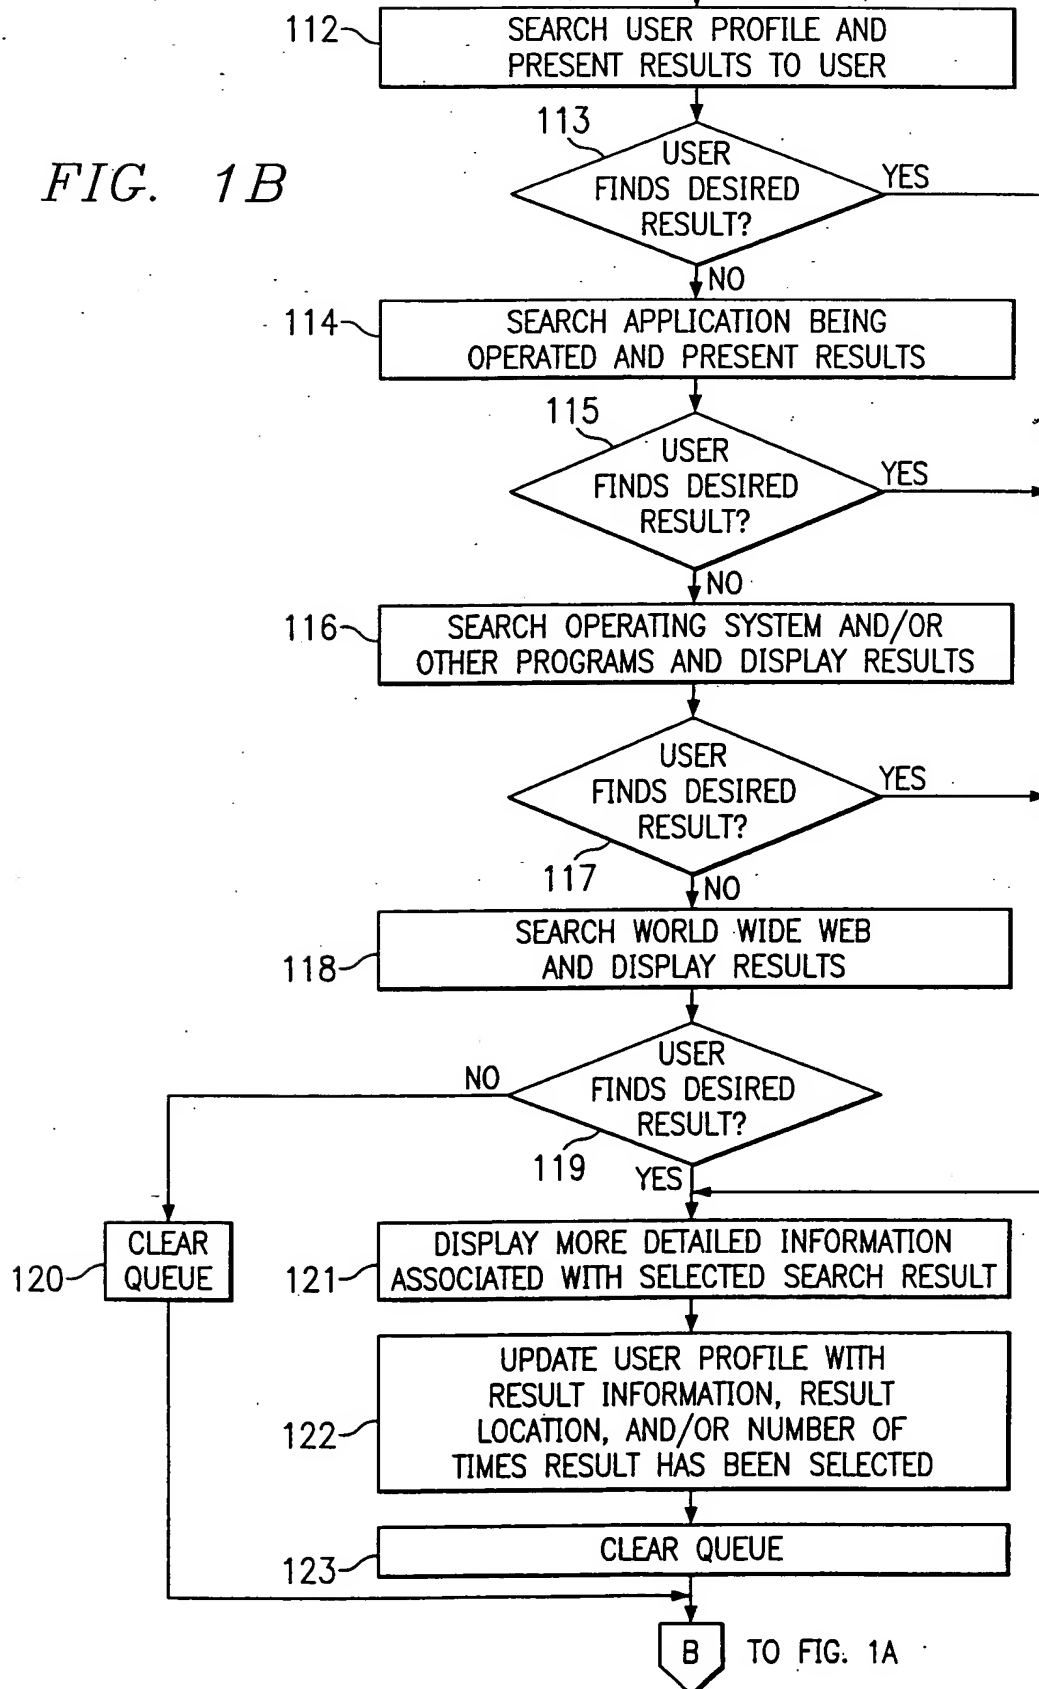 112
SEARCH USER PROFILE AND
PRESENT RESULTS TO USER
FIG. 1B
113
USER
FINDS DESIRED
RESULT?
YES
NO
114
SEARCH APPLICATION BEING
OPERATED AND PRESENT RESULTS
115
USER
FINDS DESIRED
RESULT?
YES
NO
116
SEARCH OPERATING SYSTEM AND/OR
OTHER PROGRAMS AND DISPLAY RESULTS
USER
FINDS DESIRED
RESULT?
YES
117
NO
118
SEARCH WORLD WIDE WEB
AND DISPLAY RESULTS
USER
FINDS DESIRED
RESULT?
NO
119
YES
120
CLEAR
QUEUE
121
DISPLAY MORE DETAILED INFORMATION
ASSOCIATED WITH SELECTED SEARCH RESULT
122
UPDATE USER PROFILE WITH
RESULT INFORMATION, RESULT
LOCATION, AND/OR NUMBER OF
TIMES RESULT HAS BEEN SELECTED
123
CLEAR QUEUE
B
TO FIG. 1A